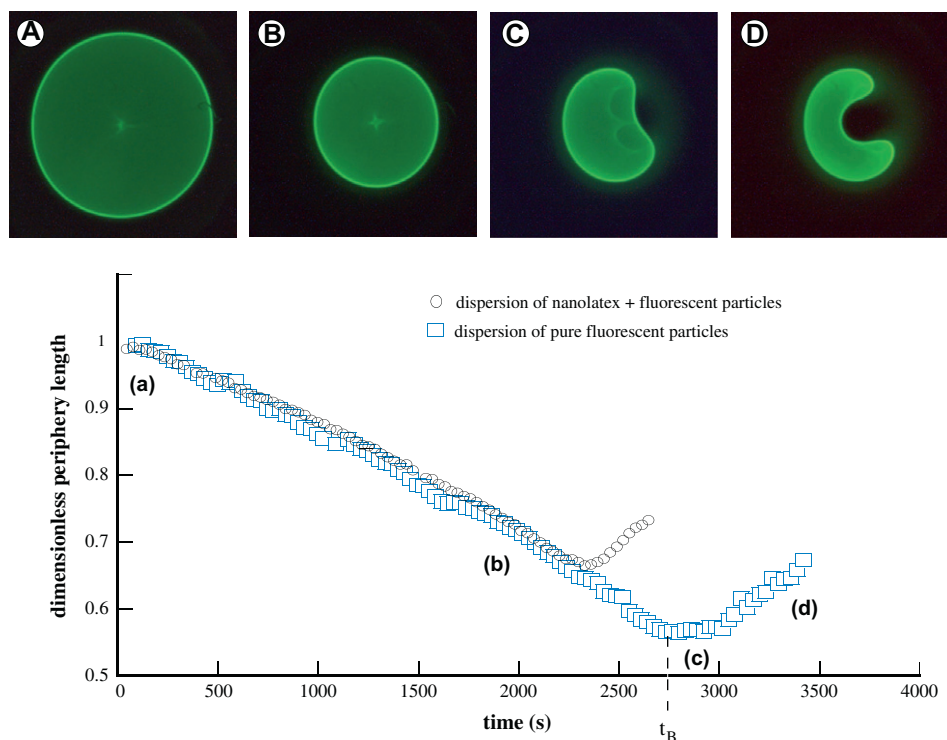 A
B
C
D
dispersion of nanolatex + fluorescent particles
dispersion of pure fluorescent particles
dimensionless periphery length
1
0.9
0.8
0.7
0.6
0.5
(a)
(b)
(c)
(d)
0
500
1000
1500
2000
2500
3000
3500
4000
time (s)
t_B